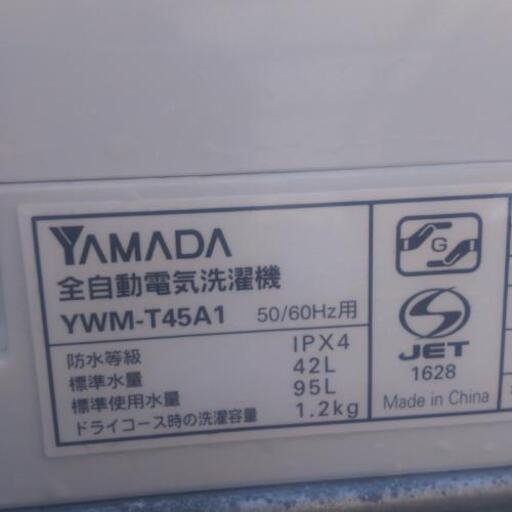 YAMADA
全自動電気洗濯機
YWM-T45A1 50/60Hz用
防水等級 IPX4
標準水量 42L
標準使用水量 95L
ドライコース時の洗濯容量 1.2kg
G
S
JET
1628
Made in China